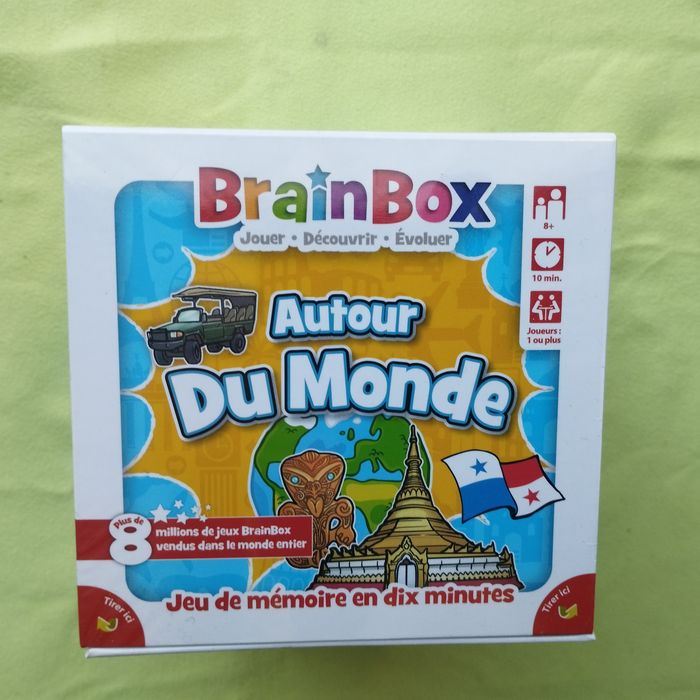 BrainBox
Jouer • Découvrir • Évoluer
8+
10 min.
Joueurs :
1 ou plus
Autour
Du Monde
Plus de
8
millions de jeux BrainBox
vendus dans le monde entier
Jeu de mémoire en dix minutes
Tirer ici
Tirer ici